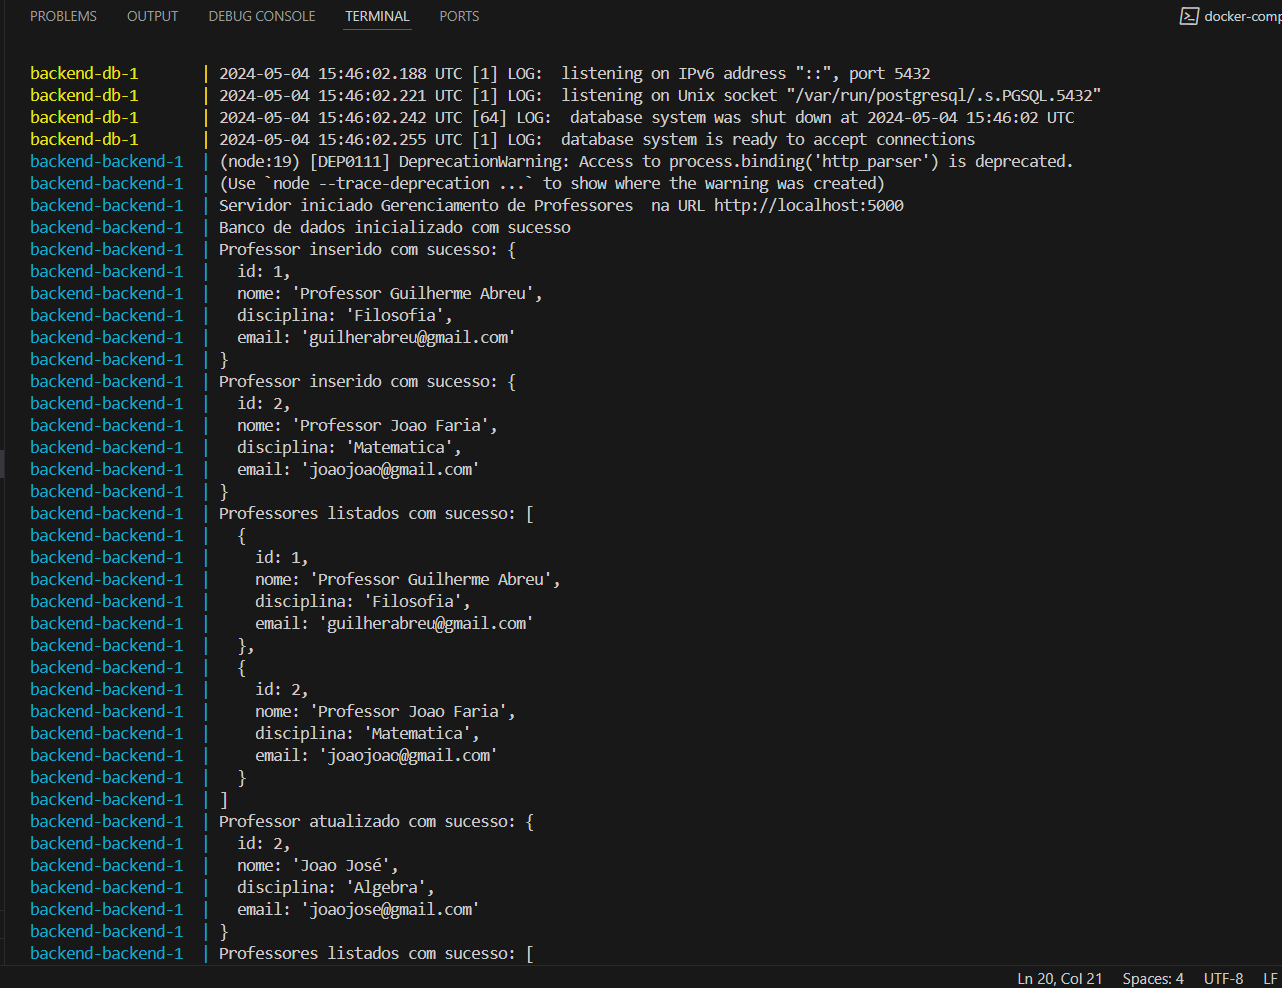 PROBLEMS OUTPUT DEBUG CONSOLE TERMINAL PORTS docker-comp
backend-db-1 | 2024-05-04 15:46:02.188 UTC [1] LOG:  listening on IPv6 address "::", port 5432
backend-db-1 | 2024-05-04 15:46:02.221 UTC [1] LOG:  listening on Unix socket "/var/run/postgresql/.s.PGSQL.5432"
backend-db-1 | 2024-05-04 15:46:02.242 UTC [64] LOG:  database system was shut down at 2024-05-04 15:46:02 UTC
backend-db-1 | 2024-05-04 15:46:02.255 UTC [1] LOG:  database system is ready to accept connections
backend-backend-1 | (node:19) [DEP0111] DeprecationWarning: Access to process.binding('http_parser') is deprecated.
backend-backend-1 | (Use `node --trace-deprecation ...` to show where the warning was created)
backend-backend-1 | Servidor iniciado Gerenciamento de Professores  na URL http://localhost:5000
backend-backend-1 | Banco de dados inicializado com sucesso
backend-backend-1 | Professor inserido com sucesso: {
backend-backend-1 |   id: 1,
backend-backend-1 |   nome: 'Professor Guilherme Abreu',
backend-backend-1 |   disciplina: 'Filosofia',
backend-backend-1 |   email: 'guilherabreu@gmail.com'
backend-backend-1 | }
backend-backend-1 | Professor inserido com sucesso: {
backend-backend-1 |   id: 2,
backend-backend-1 |   nome: 'Professor Joao Faria',
backend-backend-1 |   disciplina: 'Matematica',
backend-backend-1 |   email: 'joaojoao@gmail.com'
backend-backend-1 | }
backend-backend-1 | Professores listados com sucesso: [
backend-backend-1 |   {
backend-backend-1 |     id: 1,
backend-backend-1 |     nome: 'Professor Guilherme Abreu',
backend-backend-1 |     disciplina: 'Filosofia',
backend-backend-1 |     email: 'guilherabreu@gmail.com'
backend-backend-1 |   },
backend-backend-1 |   {
backend-backend-1 |     id: 2,
backend-backend-1 |     nome: 'Professor Joao Faria',
backend-backend-1 |     disciplina: 'Matematica',
backend-backend-1 |     email: 'joaojoao@gmail.com'
backend-backend-1 |   }
backend-backend-1 | ]
backend-backend-1 | Professor atualizado com sucesso: {
backend-backend-1 |   id: 2,
backend-backend-1 |   nome: 'Joao José',
backend-backend-1 |   disciplina: 'Algebra',
backend-backend-1 |   email: 'joaojose@gmail.com'
backend-backend-1 | }
backend-backend-1 | Professores listados com sucesso: [
Ln 20, Col 21 Spaces: 4 UTF-8 LF